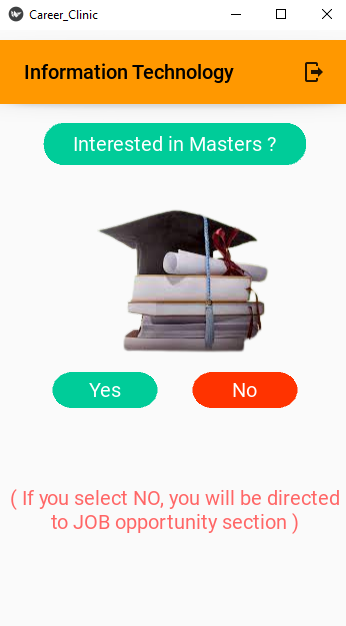 Career_Clinic
Information Technology
Interested in Masters ?
Yes No
( If you select NO, you will be directed
to JOB opportunity section )